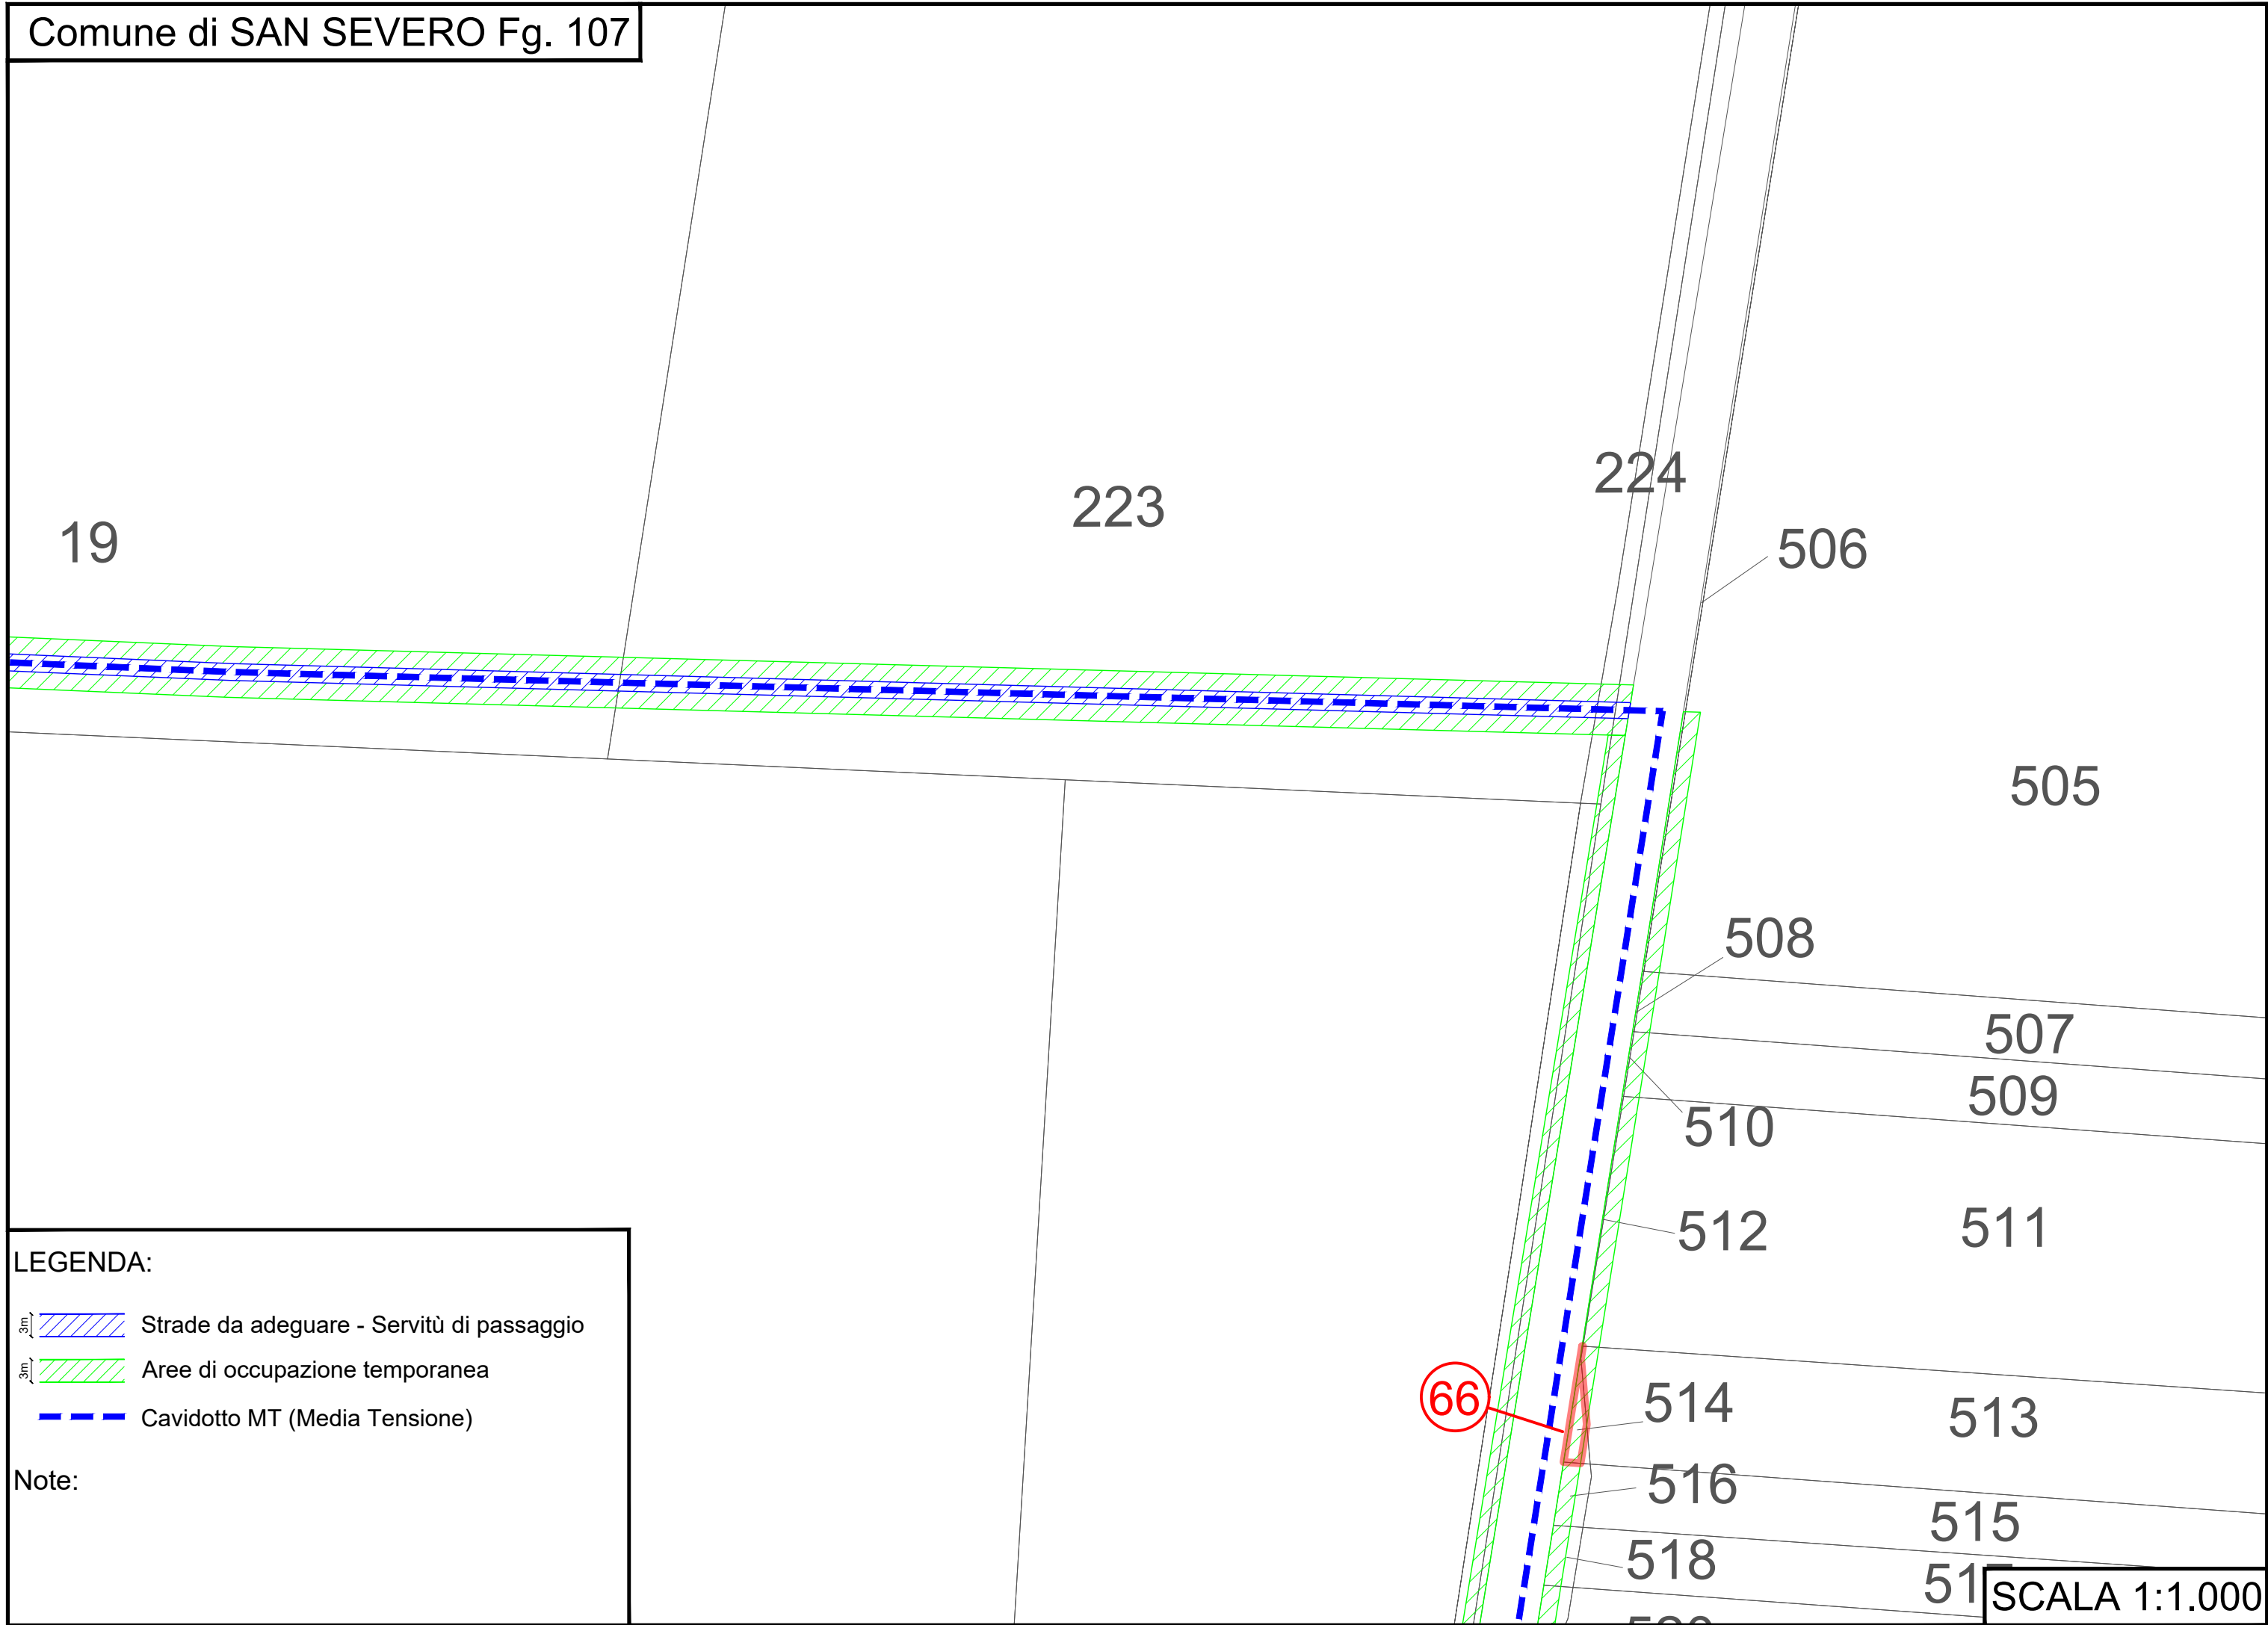 Comune di SAN SEVERO Fg. 107
224
223
19
506
505
508
507
509
510
512
511
66
514
513
516
515
518
LEGENDA:
3m Strade da adeguare - Servitù di passaggio
3m Aree di occupazione temporanea
Cavidotto MT (Media Tensione)
Note:
SCALA 1:1.000